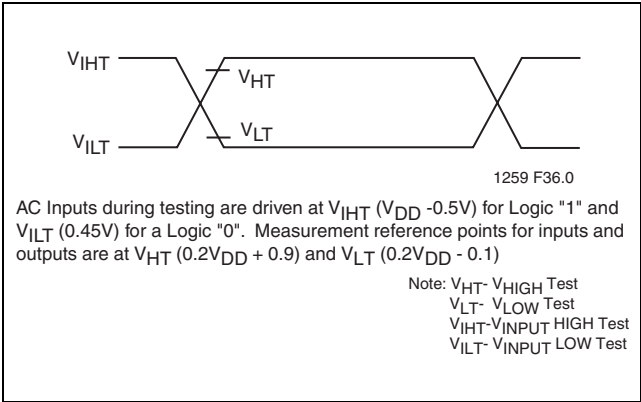 VIHT
VHT
VLT
VILT
1259 F36.0
AC Inputs during testing are driven at VIHT (VDD -0.5V) for Logic "1" and
VILT (0.45V) for a Logic "0".  Measurement reference points for inputs and
outputs are at VHT (0.2VDD + 0.9) and VLT (0.2VDD - 0.1)
Note: VHT- VHIGH Test
VLT- VLOW Test
VIHT-VINPUT HIGH Test
VILT- VINPUT LOW Test